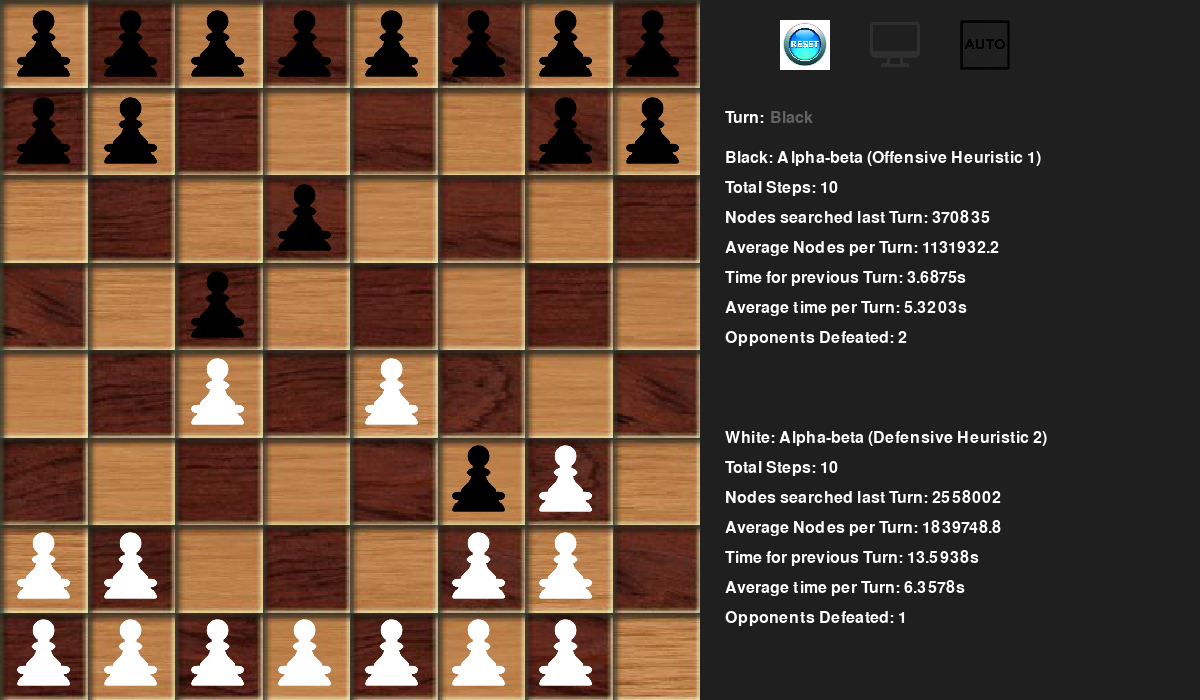 RESET
AUTO
Turn: Black
Black: Alpha-beta (Offensive Heuristic 1)
Total Steps: 10
Nodes searched last Turn: 370835
Average Nodes per Turn: 1131932.2
Time for previous Turn: 3.6875s
Average time per Turn: 5.3203s
Opponents Defeated: 2
White: Alpha-beta (Defensive Heuristic 2)
Total Steps: 10
Nodes searched last Turn: 2558002
Average Nodes per Turn: 1839748.8
Time for previous Turn: 13.5938s
Average time per Turn: 6.3578s
Opponents Defeated: 1